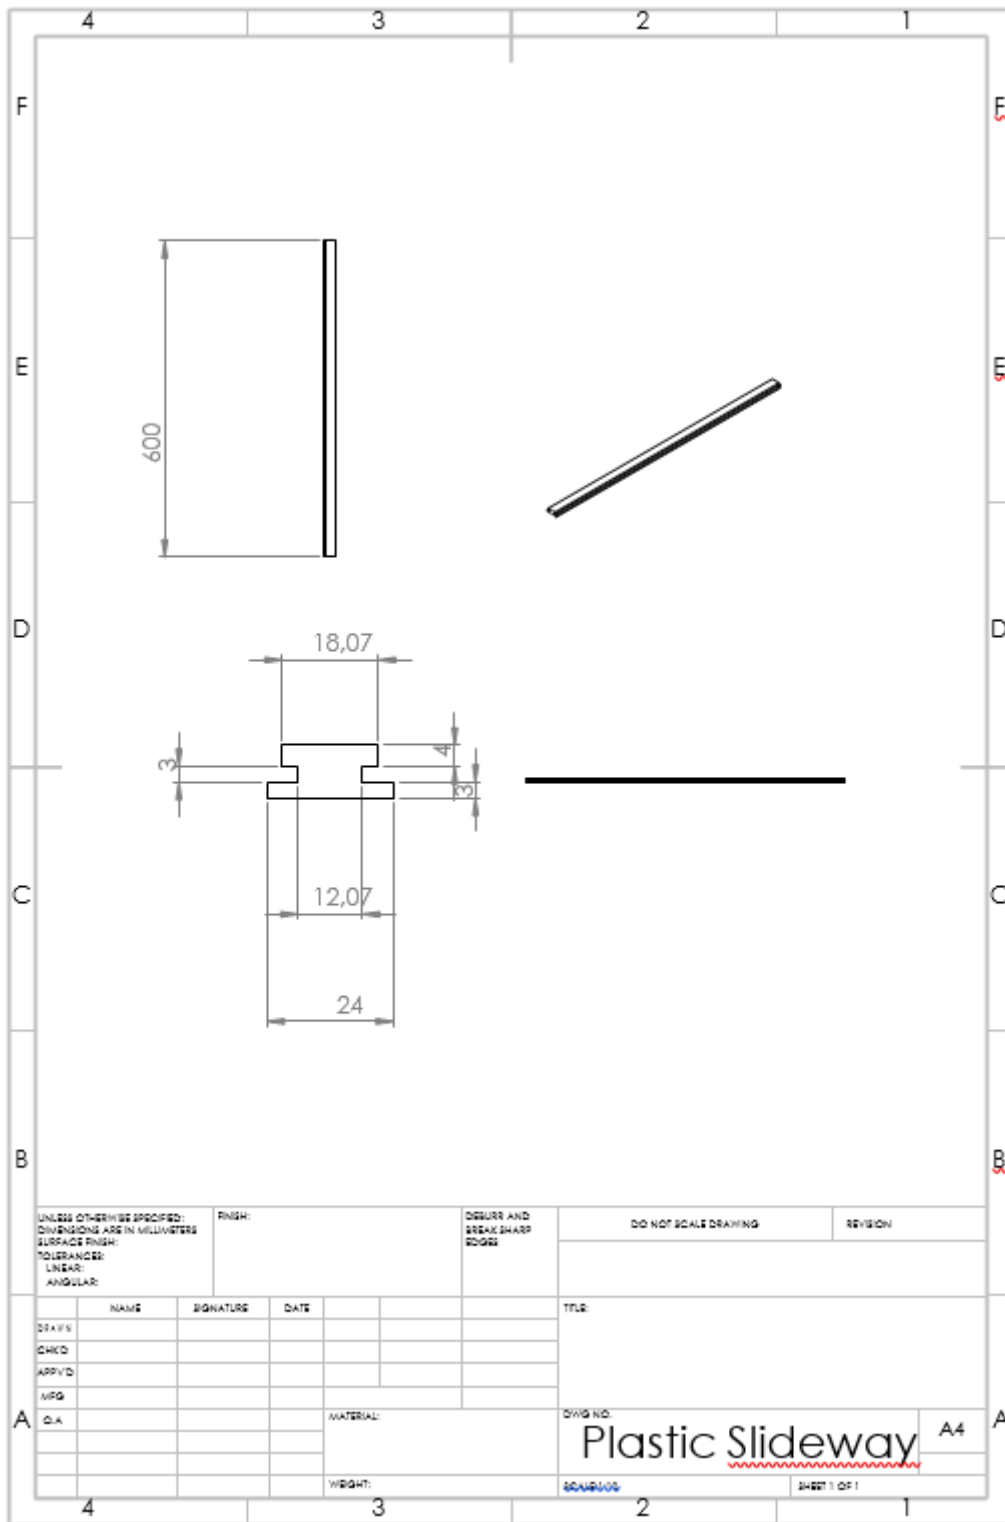 4 3 2 1
F F
E E
600
D D
18,07
4
3
3
C C
12,07
24
B B
UNLESS OTHERWISE SPECIFIED:
DIMENSIONS ARE IN MILLIMETERS
SURFACE FINISH:
TOLERANCES:
LINEAR:
ANGULAR:
FINISH:
DEBURR AND
BREAK SHARP
EDGES
DO NOT SCALE DRAWING
REVISION
NAME SIGNATURE DATE
TITLE:
DRAWN
CHK'D
APPV'D
MFG
Q.A
MATERIAL:
DWG NO.
Plastic Slideway
A4
A A
WEIGHT:
SHEET 1 OF 1
4 3 2 1